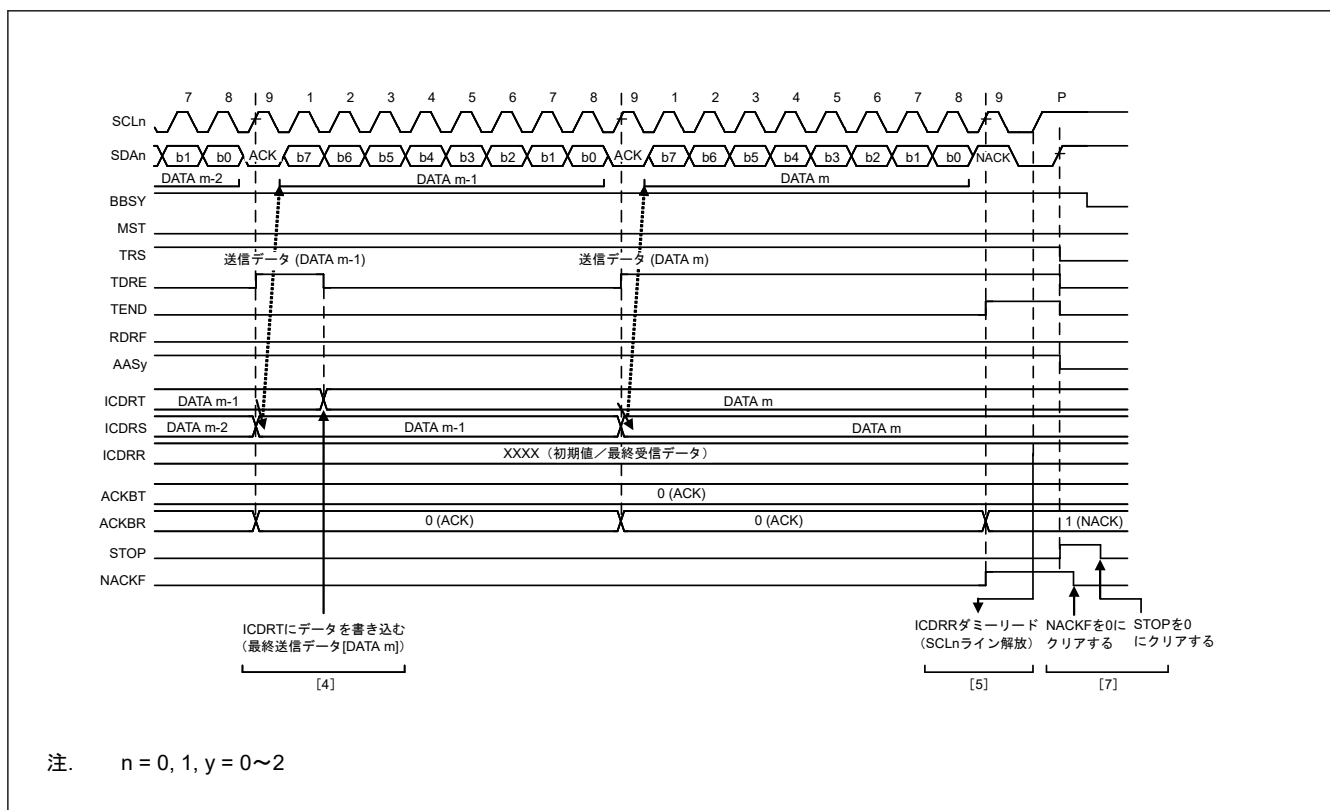 7 8 9 1 2 3 4 5 6 7 8 9 1 2 3 4 5 6 7 8 9 P
SCLn
SDAn b1 b0 ACK b7 b6 b5 b4 b3 b2 b1 b0 ACK b7 b6 b5 b4 b3 b2 b1 b0 NACK
DATA m-2 DATA m-1 DATA m
BBSY
MST
TRS
送信データ (DATA m-1) 送信データ (DATA m)
TDRE
TEND
RDRF
AASy
ICDRT DATA m-1 DATA m
ICDRS DATA m-2 DATA m-1 DATA m
ICDRR XXXX（初期値／最終受信データ）
ACKBT 0 (ACK)
ACKBR 0 (ACK) 0 (ACK) 1 (NACK)
STOP
NACKF
ICDRTにデータを書き込む
（最終送信データ[DATA m]）
[4]
ICDRRダミーリード
（SCLnライン解放）
[5]
NACKFを0に
クリアする
STOPを0
にクリアする
[7]
注. n = 0, 1, y = 0～2